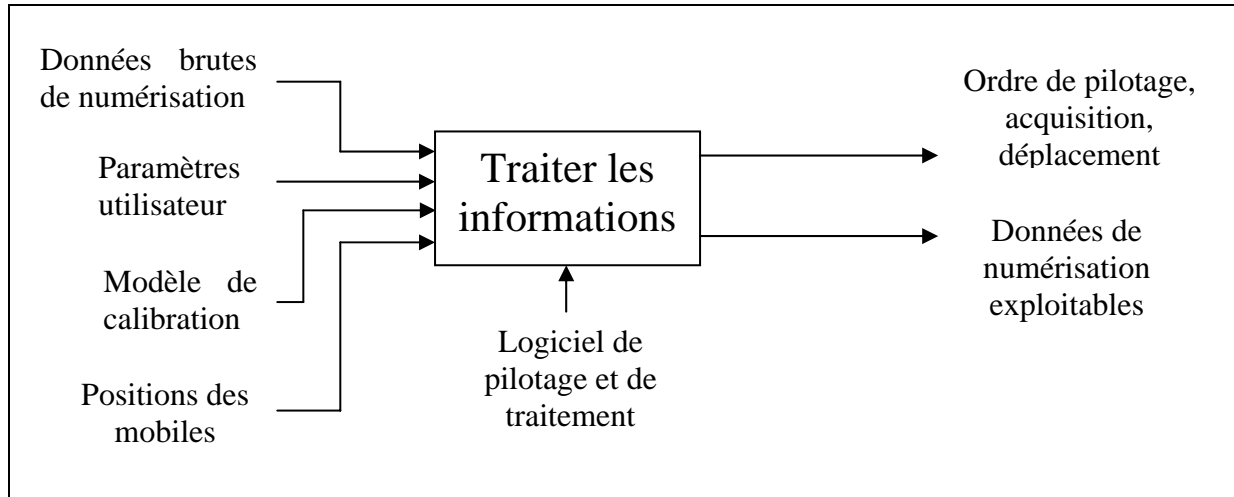 Données brutes
de numérisation
Paramètres
utilisateur
Modèle de
calibration
Positions des
mobiles
Traiter les
informations
Logiciel de
pilotage et de
traitement
Ordre de pilotage,
acquisition,
déplacement
Données de
numérisation
exploitables